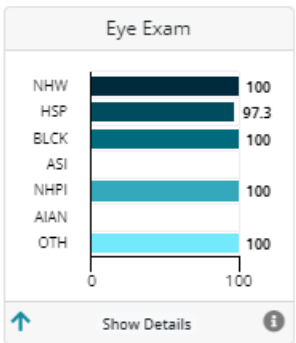 Eye Exam
NHW 100
HSP 97.3
BLCK 100
ASI
NHPI 100
AIAN
OTH 100
0 100
Show Details